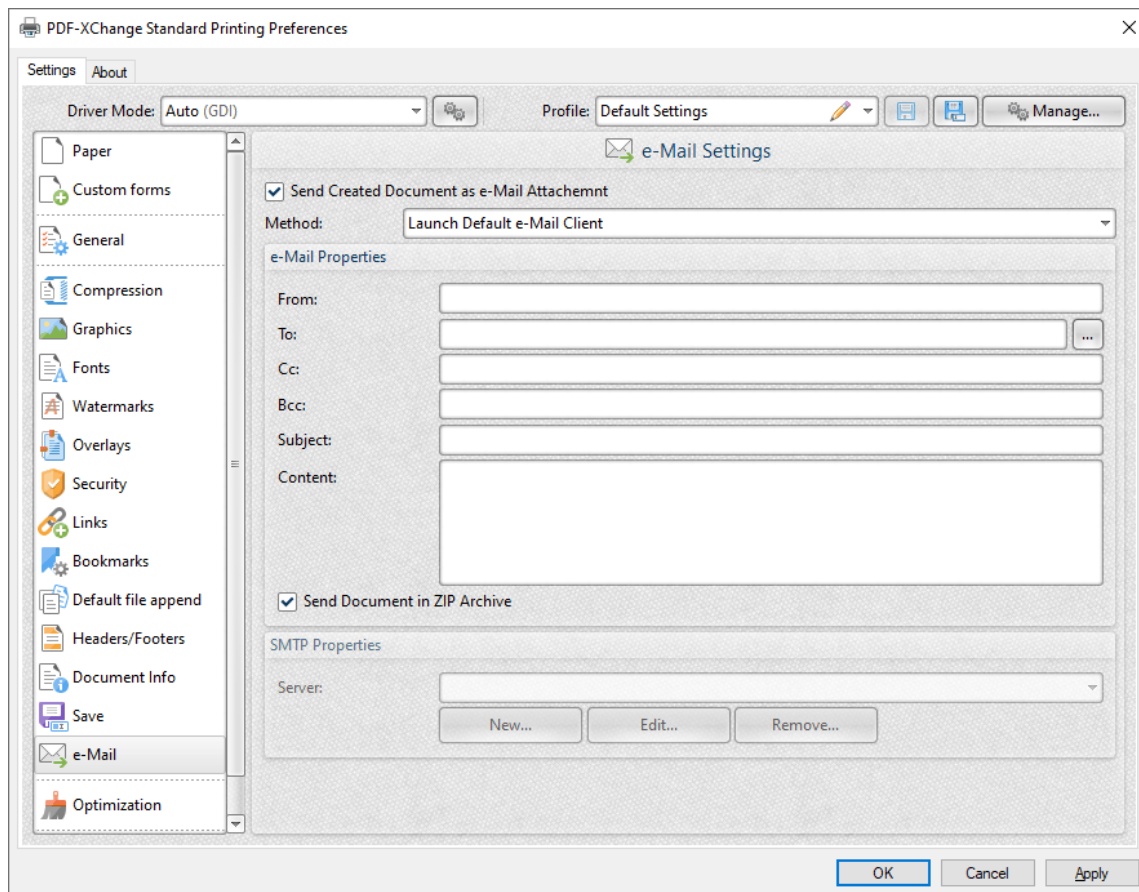 PDF-XChange Standard Printing Preferences
Settings About
Driver Mode: Auto (GDI) Profile: Default Settings Manage...
Paper
Custom forms
General
Compression
Graphics
Fonts
Watermarks
Overlays
Security
Links
Bookmarks
Default file append
Headers/Footers
Document Info
Save
e-Mail
Optimization
e-Mail Settings
Send Created Document as e-Mail Attachemnt
Method: Launch Default e-Mail Client
e-Mail Properties
From:
To: ...
Cc:
Bcc:
Subject:
Content:
Send Document in ZIP Archive
SMTP Properties
Server:
New... Edit... Remove...
OK Cancel Apply